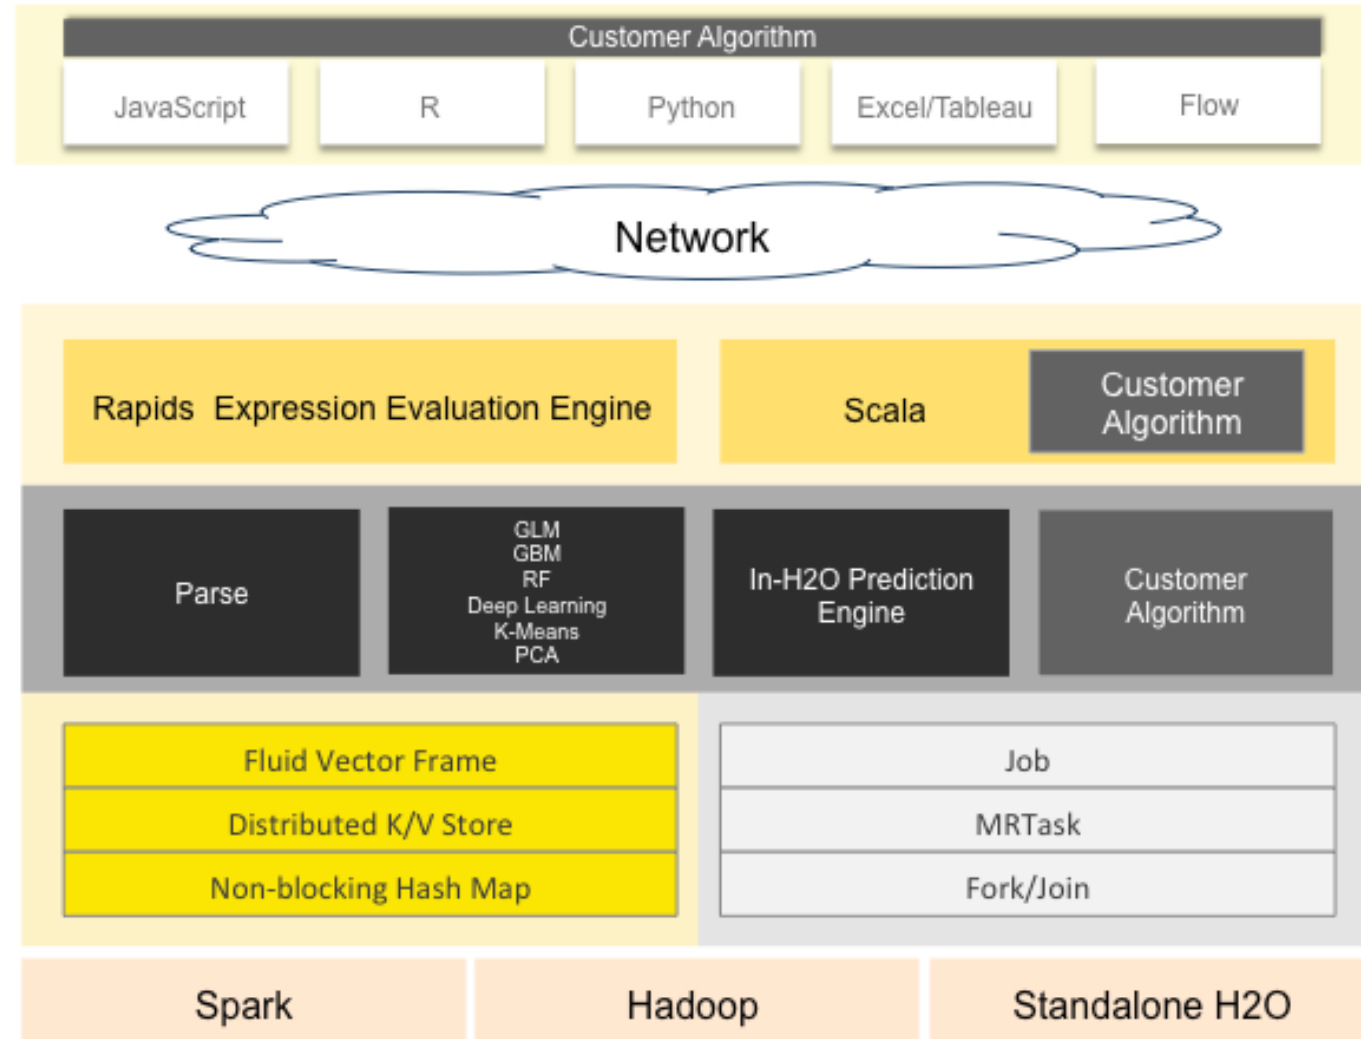 Customer Algorithm
JavaScript
R
Python
Excel/Tableau
Flow
Network
Rapids Expression Evaluation Engine
Scala
Customer
Algorithm
Parse
GLM
GBM
RF
Deep Learning
K-Means
PCA
In-H2O Prediction
Engine
Customer
Algorithm
Fluid Vector Frame
Distributed K/V Store
Non-blocking Hash Map
Job
MRTask
Fork/Join
Spark
Hadoop
Standalone H2O